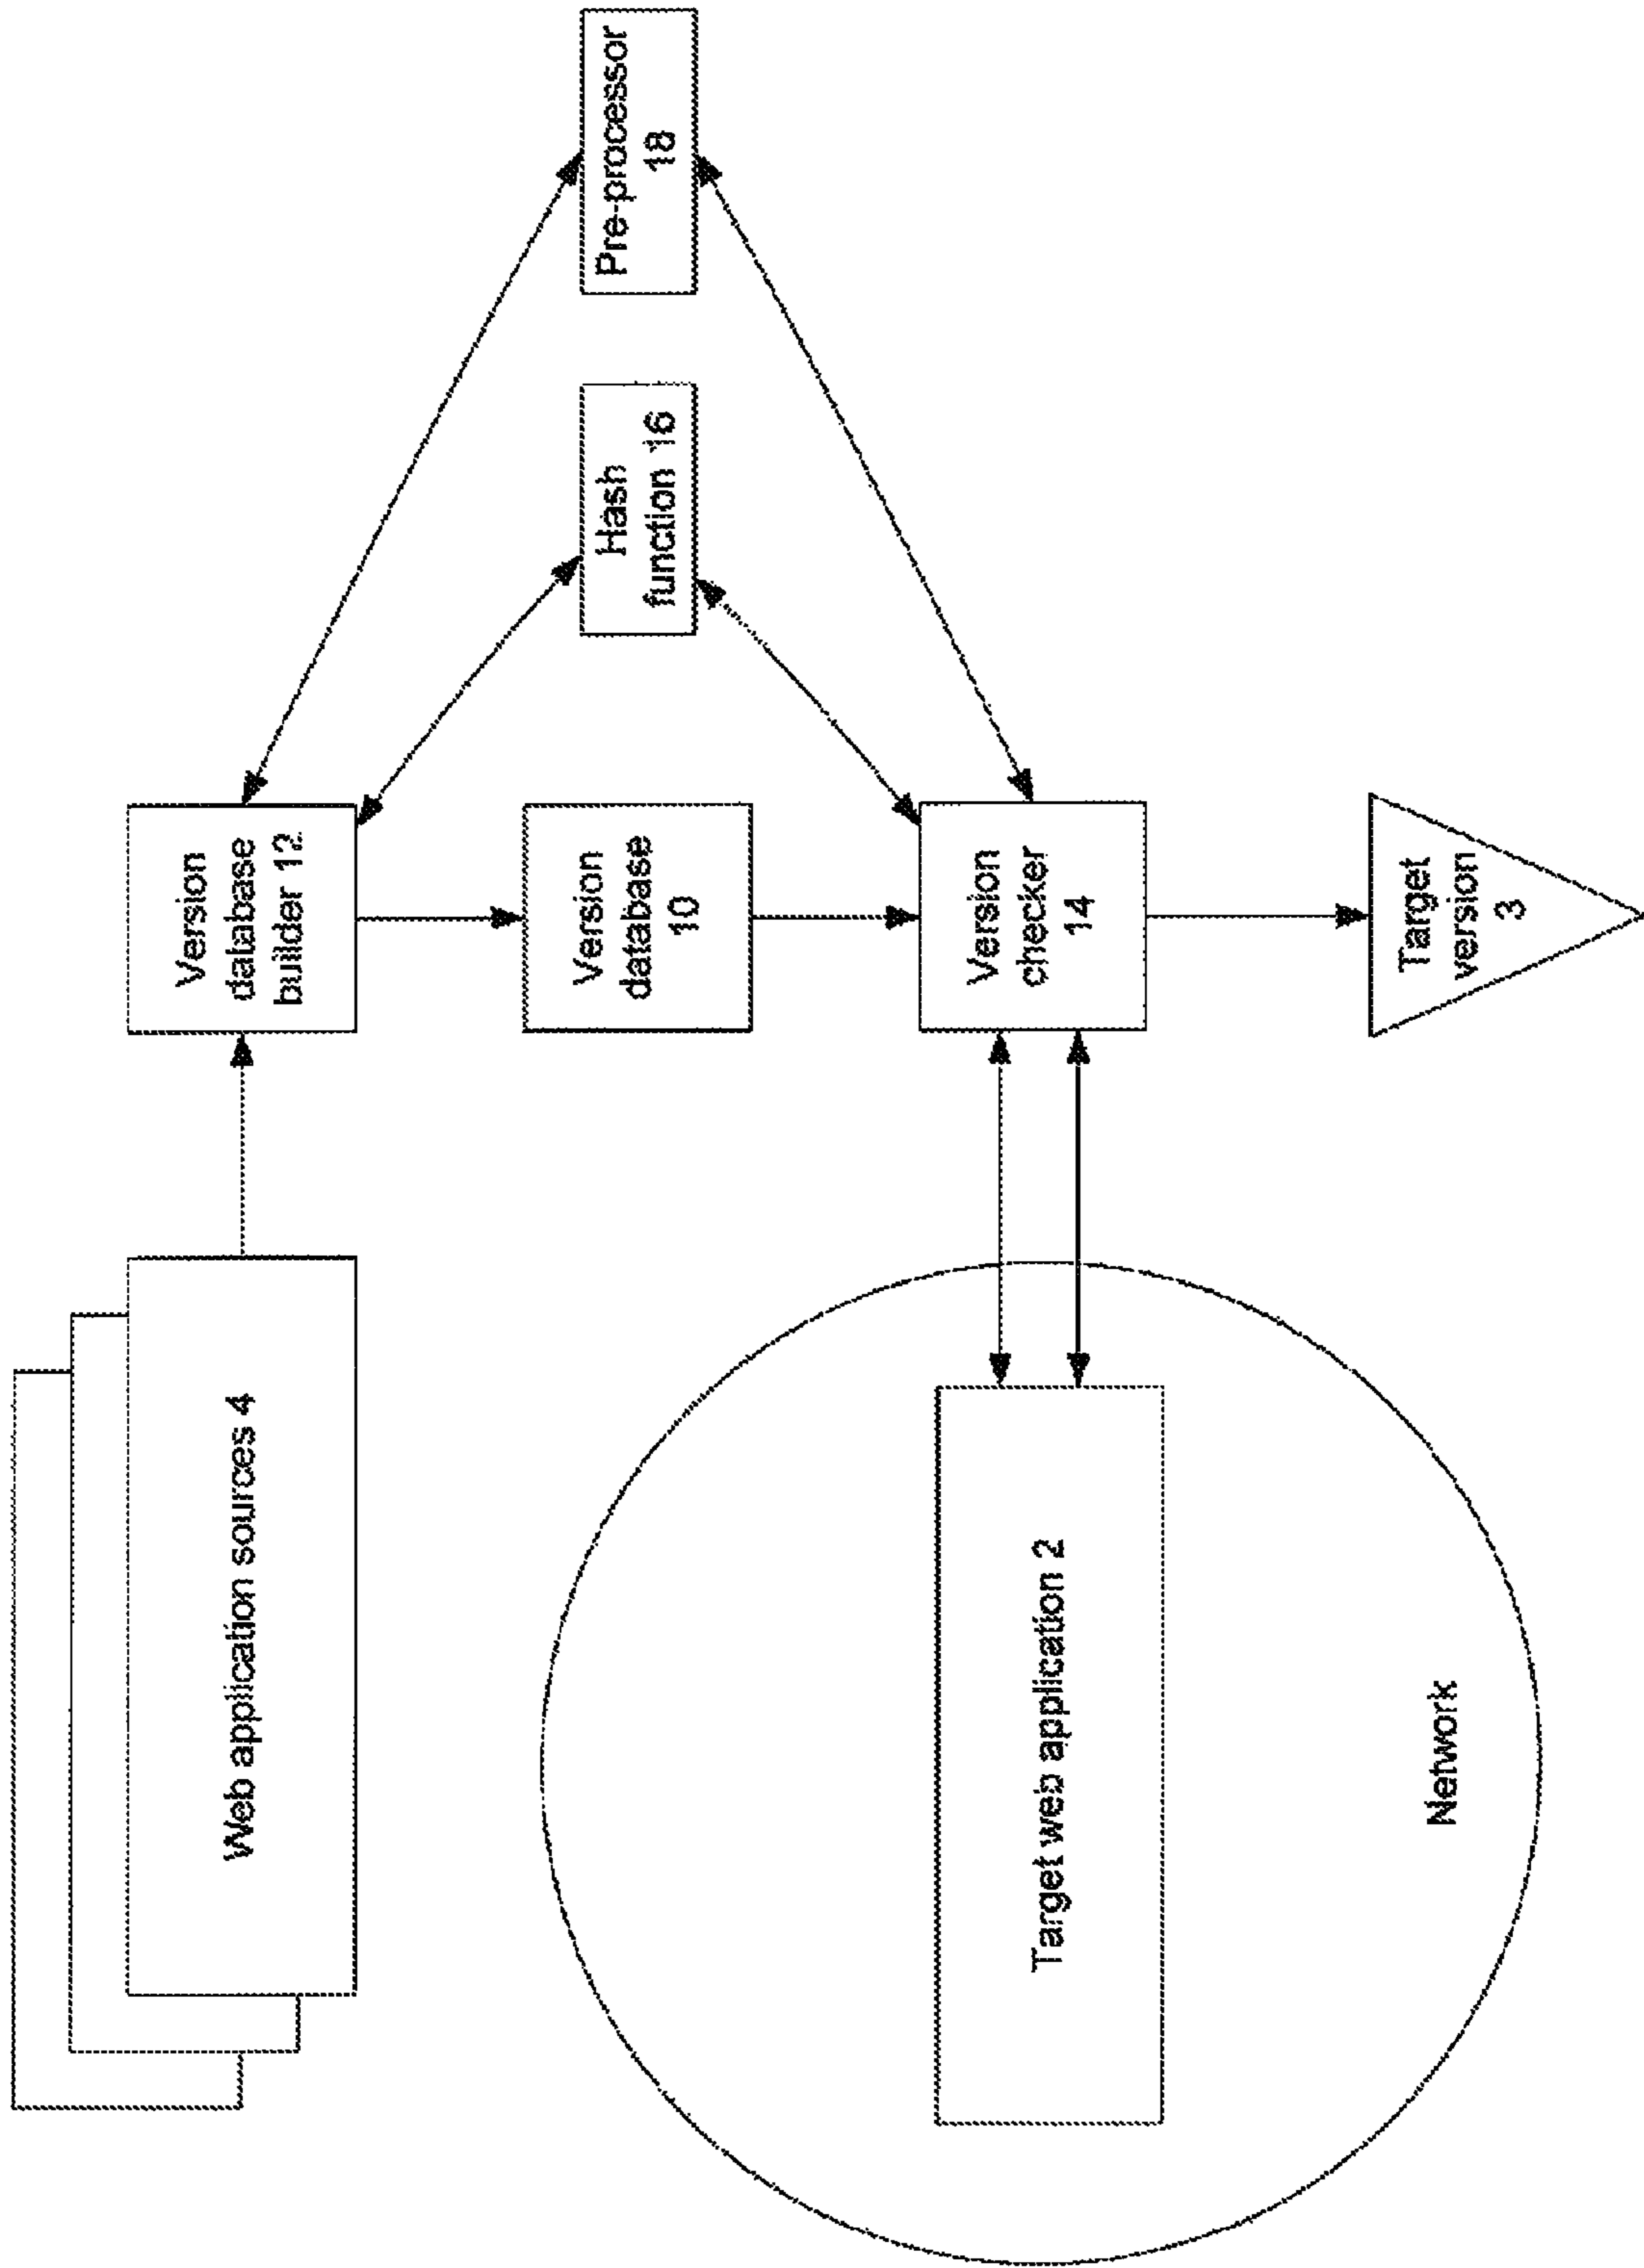 Web application sources 4
Version
database
builder 12
Version
database
10
Hash
function 16
Pre-processor
18
Target web application 2
Network
Version
checker
14
Target
version
3